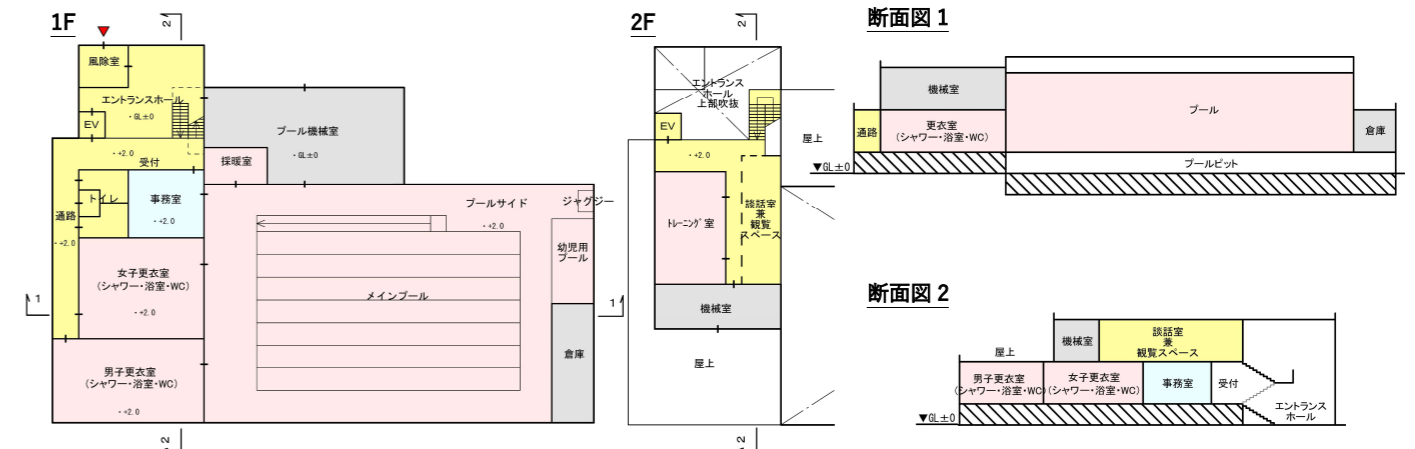 1F
2
風除室
エントランスホール
・GL±0
EV
プール機械室
・GL±0
・+2.0
受付
採暖室
トイレ
事務室
・+2.0
通路
・+2.0
プールサイド
・+2.0
ジャグジー
幼児用
プール
女子更衣室
(シャワー・浴室・WC)
・+2.0
メインプール
1
1
倉庫
男子更衣室
(シャワー・浴室・WC)
・+2.0
2
2F
2
エントランス
ホール
上部吹抜
EV
屋上
・+2.0
トレーニング室
談話室
兼
観覧
スペース
機械室
屋上
2
断面図 1
機械室
プール
通路
更衣室
(シャワー・浴室・WC)
倉庫
▼GL±0
プールピット
断面図 2
機械室
談話室
兼
観覧スペース
屋上
男子更衣室
(シャワー・浴室・WC)
女子更衣室
(シャワー・浴室・WC)
事務室
受付
エントランス
ホール
▼GL±0